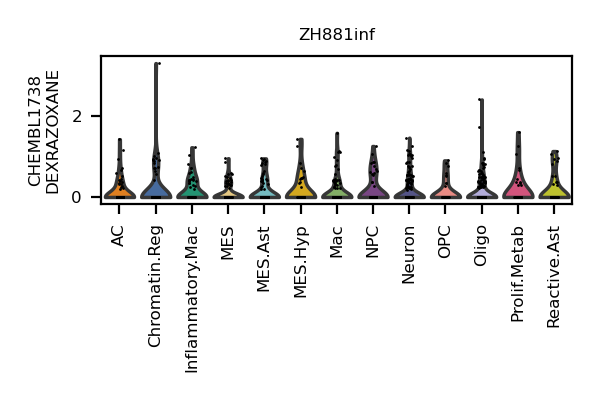 ZH881inf
CHEMBL1738
DEXRAZOXANE
2
0
AC
Chromatin.Reg
Inflammatory.Mac
MES
MES.Ast
MES.Hyp
Mac
NPC
Neuron
OPC
Oligo
Prolif.Metab
Reactive.Ast